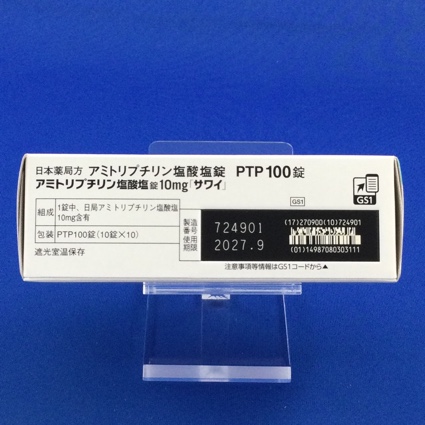 日本薬局方 アミトリプチリン塩酸塩錠 PTP100錠
アミトリプチリン塩酸塩錠10mg「サワイ」
GS1
GS1
組成 1錠中、日局アミトリプチリン塩酸塩
10mg含有
包装 PTP100錠(10錠×10)
遮光室温保存
製造番号 724901
使用期限 2027.9
(17)270900(10)724901
(01)14987080303111
注意事項等情報はGS1コードから▲